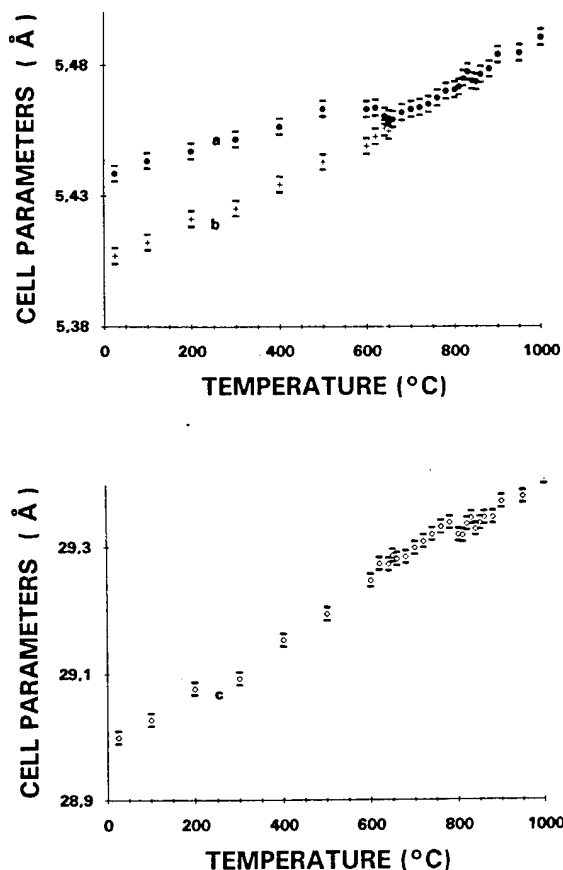 CELL PARAMETERS (Å)
5,48
5,43
5,38
a
b
0 200 400 600 800 1000
TEMPERATURE (°C)
CELL PARAMETERS (Å)
29.3
29.1
28.9
c
0 200 400 600 800 1000
TEMPERATURE (°C)